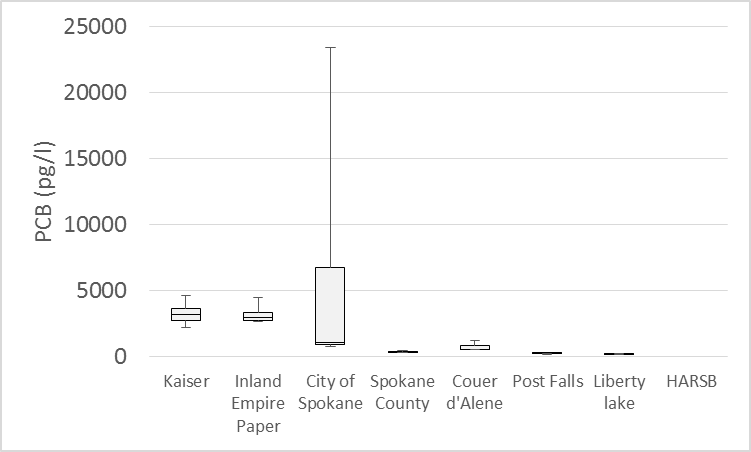 25000
20000
15000
10000
5000
0
PCB (pg/l)
Kaiser
Inland
Empire
Paper
City of
Spokane
Spokane
County
Couer
d'Alene
Post Falls
Liberty
lake
HARSB